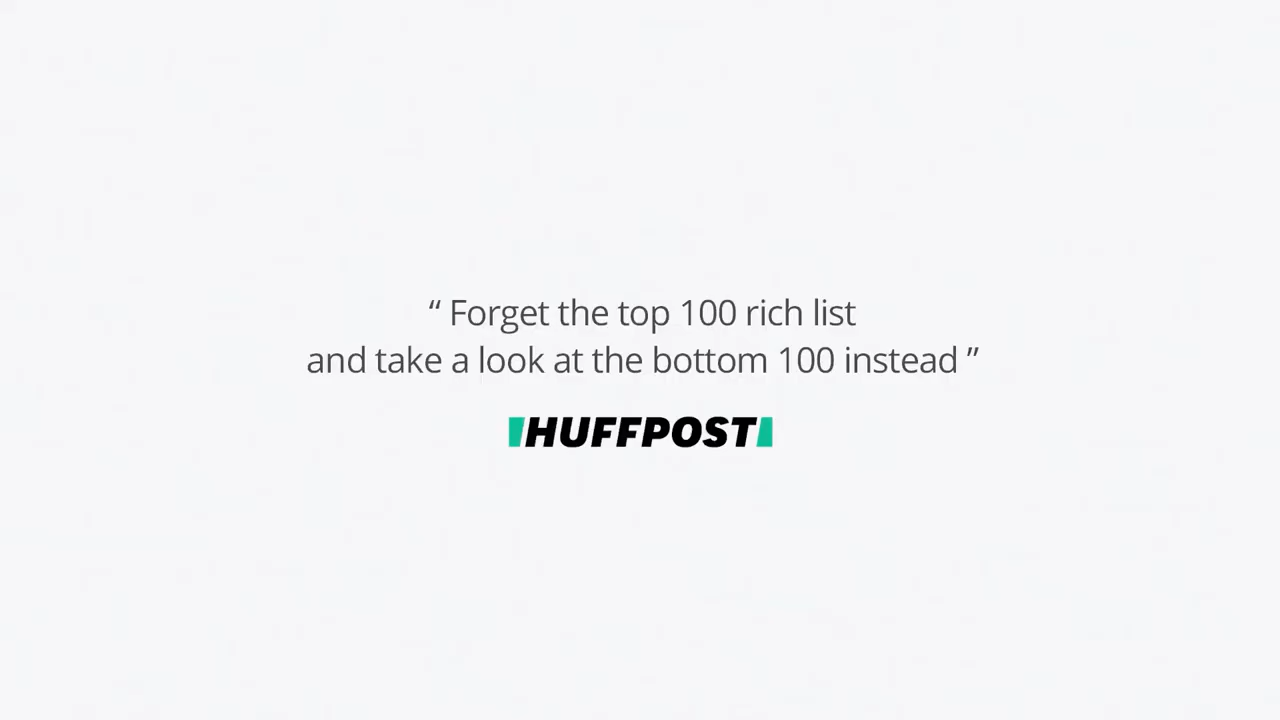 “ Forget the top 100 rich list
and take a look at the bottom 100 instead ”
HUFFPOST